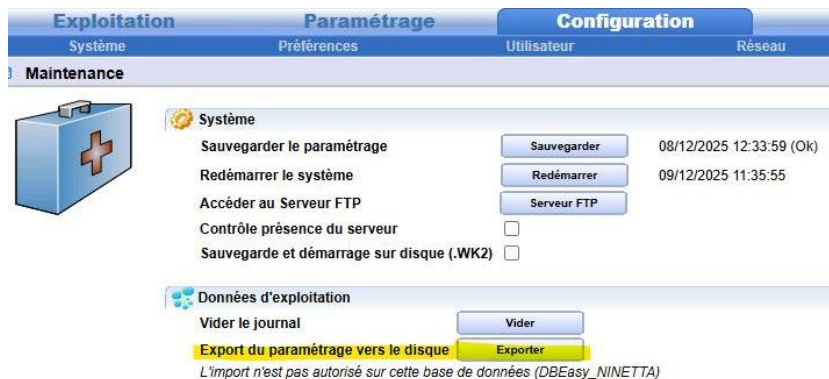 Exploitation Paramétrage Configuration
Système Préférences Utilisateur Réseau
Maintenance
Système
Sauvegarder le paramétrage Sauvegarder 08/12/2025 12:33:59 (Ok)
Redémarrer le système Redémarrer 09/12/2025 11:35:55
Accéder au Serveur FTP Serveur FTP
Contrôle présence du serveur
Sauvegarde et démarrage sur disque (.WK2)
Données d'exploitation
Vider le journal Vider
Export du paramétrage vers le disque Exporter
L'import n'est pas autorisé sur cette base de données (DBEasy_NINETTA)